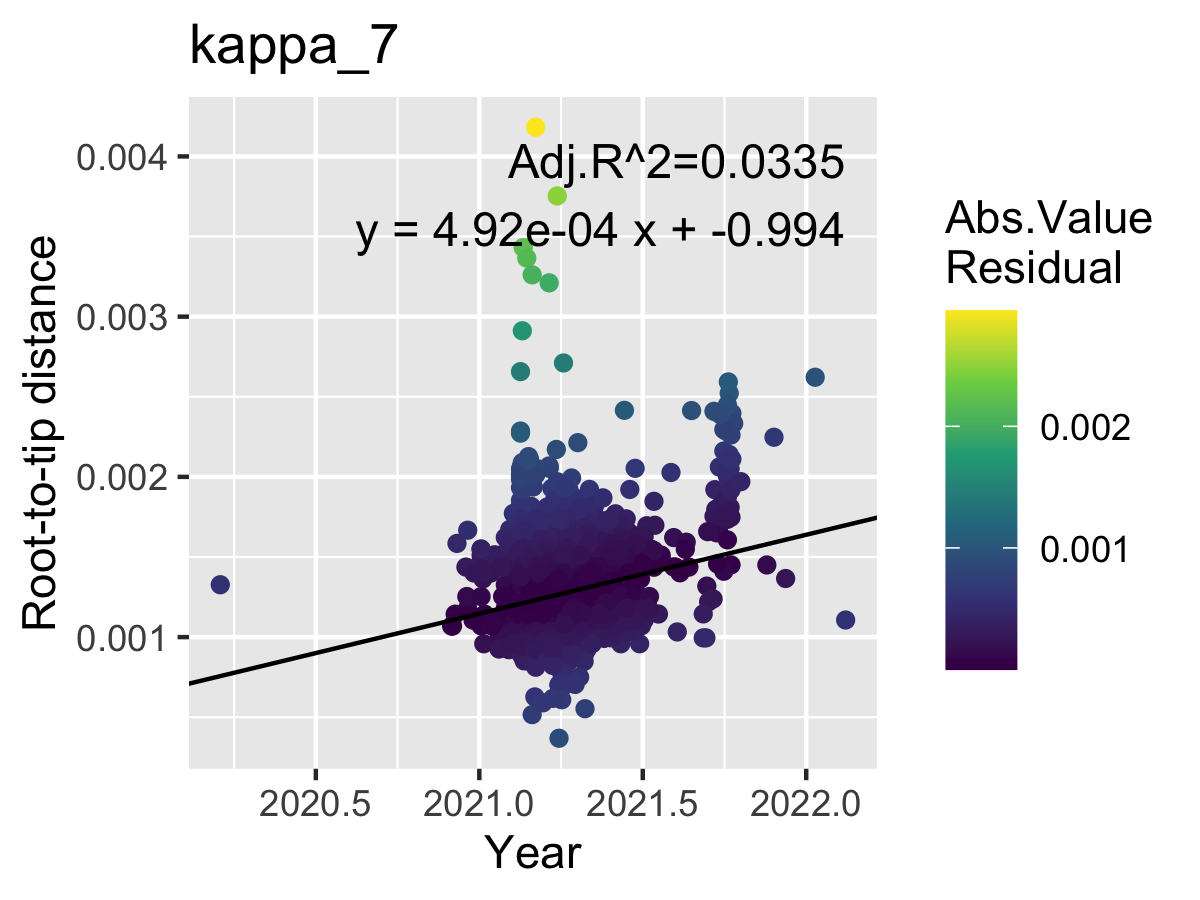 kappa_7
Adj.R^2=0.0335
y = 4.92e-04 x + -0.994
0.004
0.003
0.002
0.001
Root-to-tip distance
2020.5 2021.0 2021.5 2022.0
Year
Abs.Value
Residual
0.002
0.001